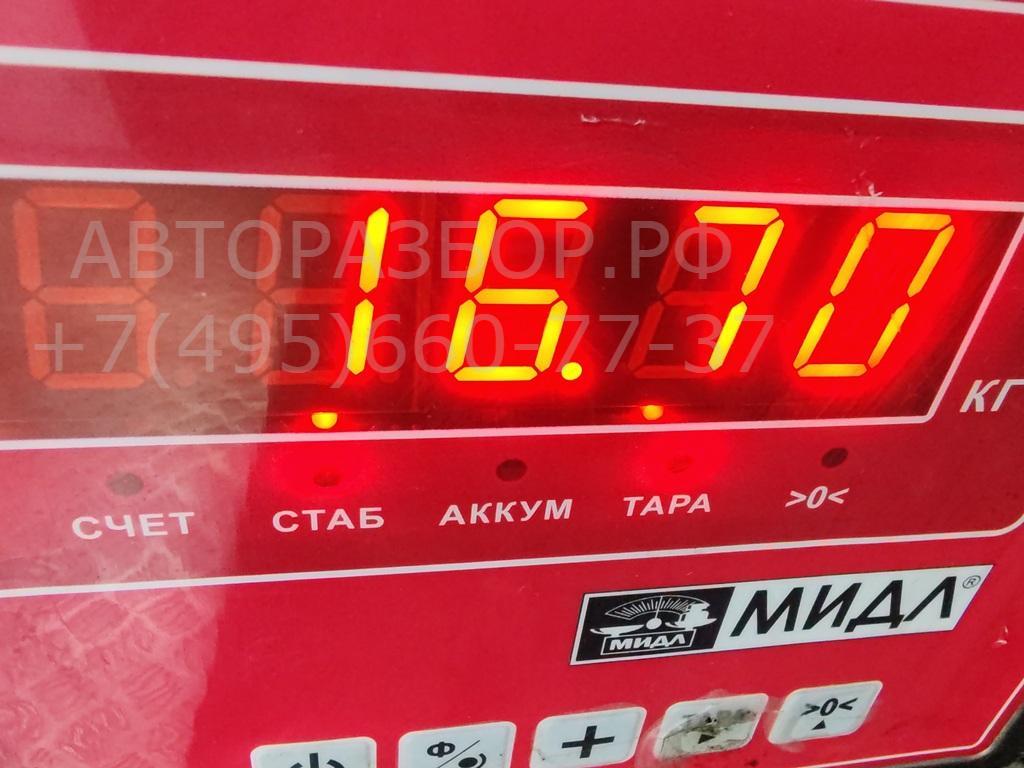 16.70
КГ
АВТОРАЗБОР.РФ
+7(495)660-77-37
СЧЕТ СТАБ АККУМ ТАРА >0<
МИДЛ МИДЛ®
Ф + >0<